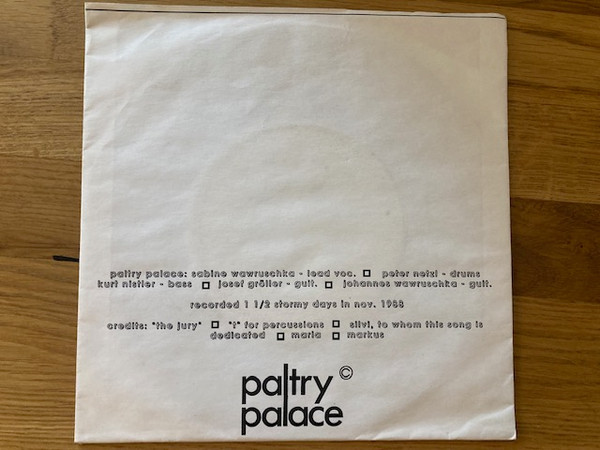 paltry palace: sabine wawruschka - lead voc. □ peter netzl - drums
kurt nistler - bass □ josef gröller - guit. □ johannes wawruschka - guit.
recorded 1 1/2 stormy days in nov. 1988
credits: "the jury" □ "t" for percussions □ silvi, to whom this song is
dedicated □ maria □ markus
paltry ©
palace